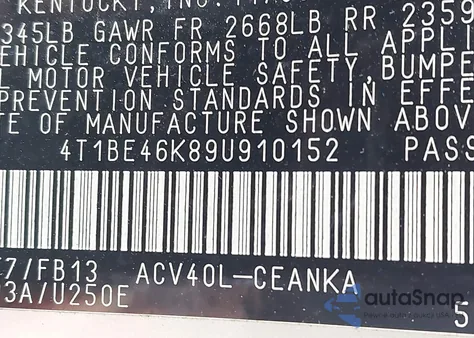 KENTUCKY, INC.
345LB GAWR FR 2668LB RR 2359
VEHICLE CONFORMS TO ALL APPLI
L MOTOR VEHICLE SAFETY, BUMPE
PREVENTION STANDARDS IN EFFE
TE OF MANUFACTURE SHOWN ABOV
4T1BE46K89U910152 PASS
7/FB13 ACV40L-CEANKA
3A/U250E 5
autoSnap